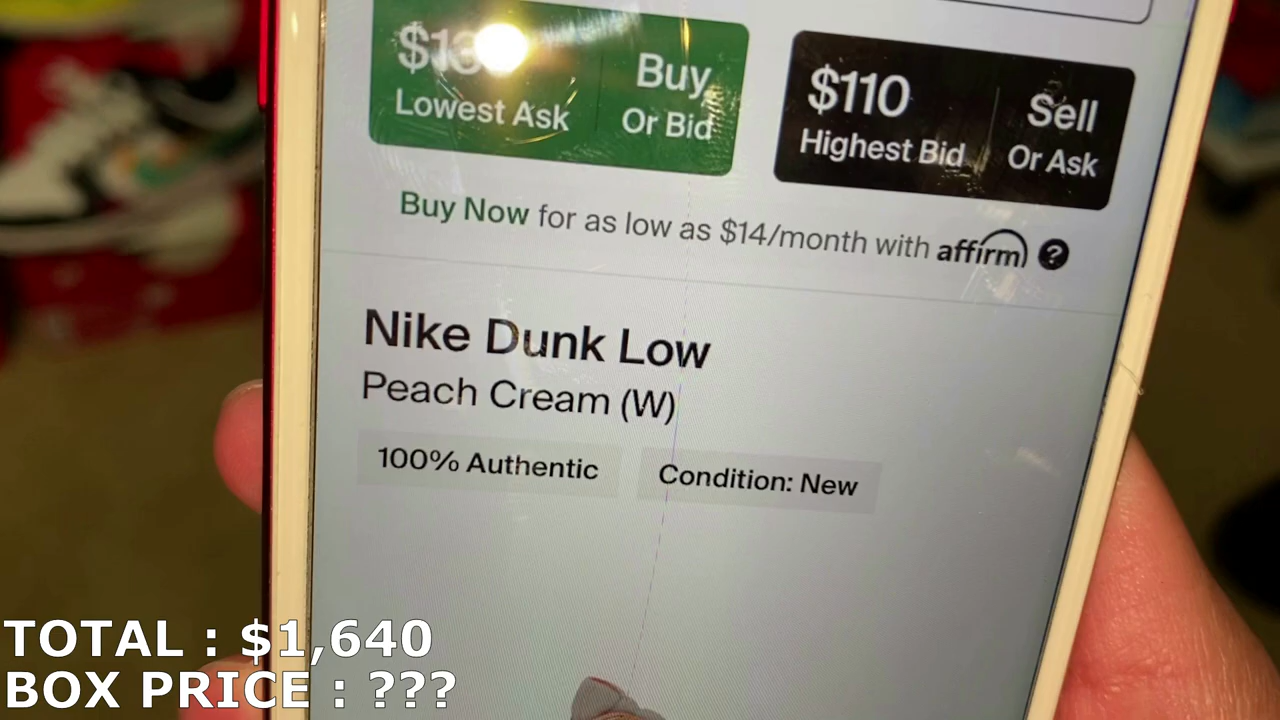 Buy
Lowest Ask
Or Bid
$110
Sell
Highest Bid
Or Ask
Buy Now for as low as $14/month with affirm ?
Nike Dunk Low
Peach Cream (W)
100% Authentic
Condition: New
TOTAL : $1,640
BOX PRICE : ???